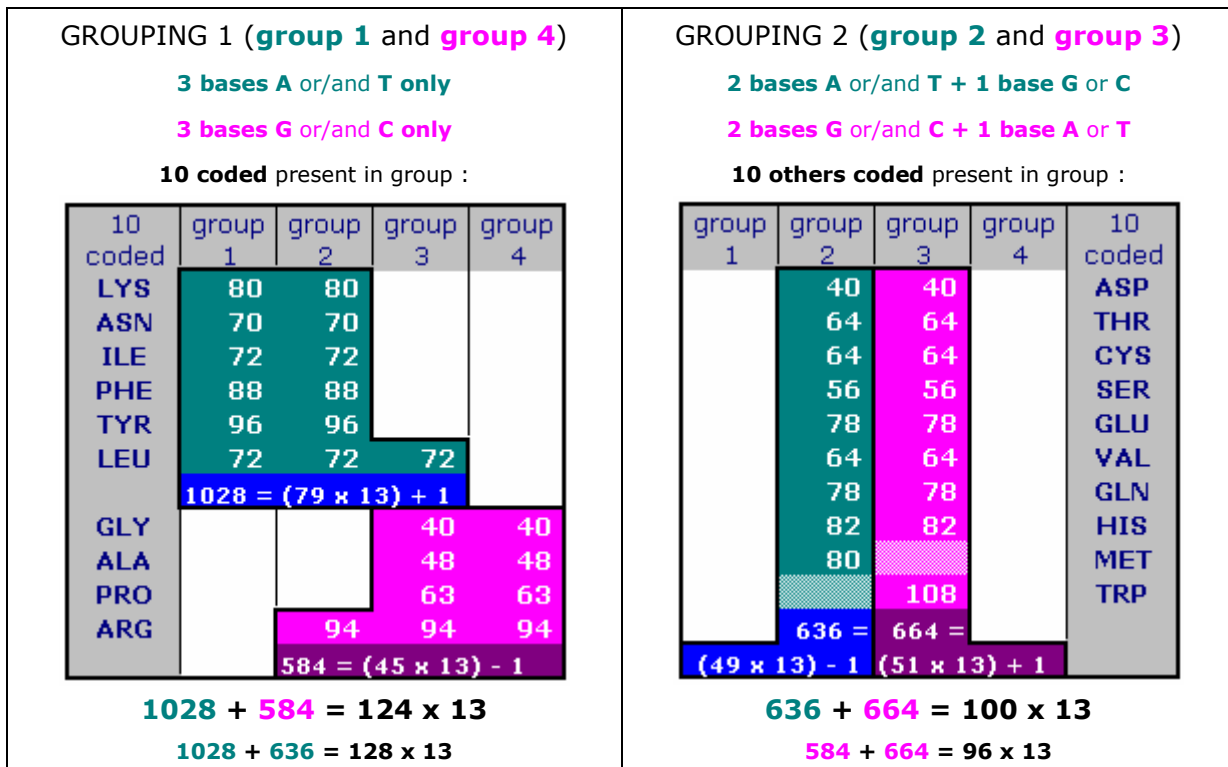 GROUPING 1 (group 1 and group 4)
3 bases A or/and T only
3 bases G or/and C only
10 coded present in group :
10 coded group 1 group 2 group 3 group 4
LYS 80 80
ASN 70 70
ILE 72 72
PHE 88 88
TYR 96 96
LEU 72 72 72
1028 = (79 x 13) + 1
GLY 40 40
ALA 48 48
PRO 63 63
ARG 94 94 94
584 = (45 x 13) - 1
1028 + 584 = 124 x 13
1028 + 636 = 128 x 13
GROUPING 2 (group 2 and group 3)
2 bases A or/and T + 1 base G or C
2 bases G or/and C + 1 base A or T
10 others coded present in group :
group 1 group 2 group 3 group 4 10 coded
40 40 ASP
64 64 THR
64 64 CYS
56 56 SER
78 78 GLU
64 64 VAL
78 78 GLN
82 82 HIS
80 MET
108 TRP
636 = 664 =
(49 x 13) - 1 (51 x 13) + 1
636 + 664 = 100 x 13
584 + 664 = 96 x 13